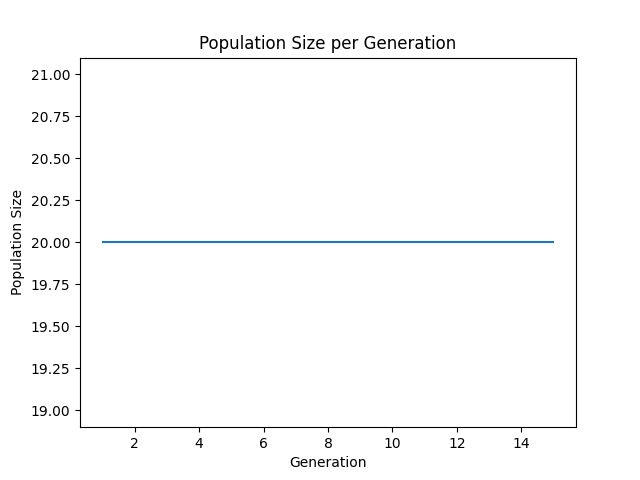 Population Size per Generation
21.00
20.75
20.50
20.25
20.00
19.75
19.50
19.25
19.00
Population Size
2 4 6 8 10 12 14
Generation